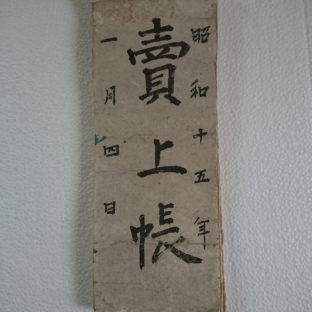 昭和十五年
賣上帳
一月四日